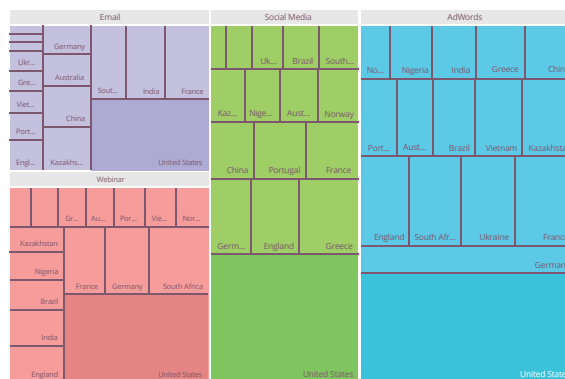 Email
Germany
Ukr...
Australia
Gre...
Sout...
India
France
Viet...
China
Port...
Engl...
Kazakhs...
United States
Webinar
Gr...
Au...
Por...
Vie...
Nor...
Kazakhstan
Nigeria
France
Germany
South Africa
Brazil
India
England
United States
Social Media
Uk...
Brazil
South...
Kaz...
Nige...
Aust...
Norway
China
Portugal
France
Germ...
England
Greece
United States
AdWords
No...
Nigeria
India
Greece
Chin
Port...
Aust...
Brazil
Vietnam
Kazakhsta
England
South Afr...
Ukraine
Franc
German
United State